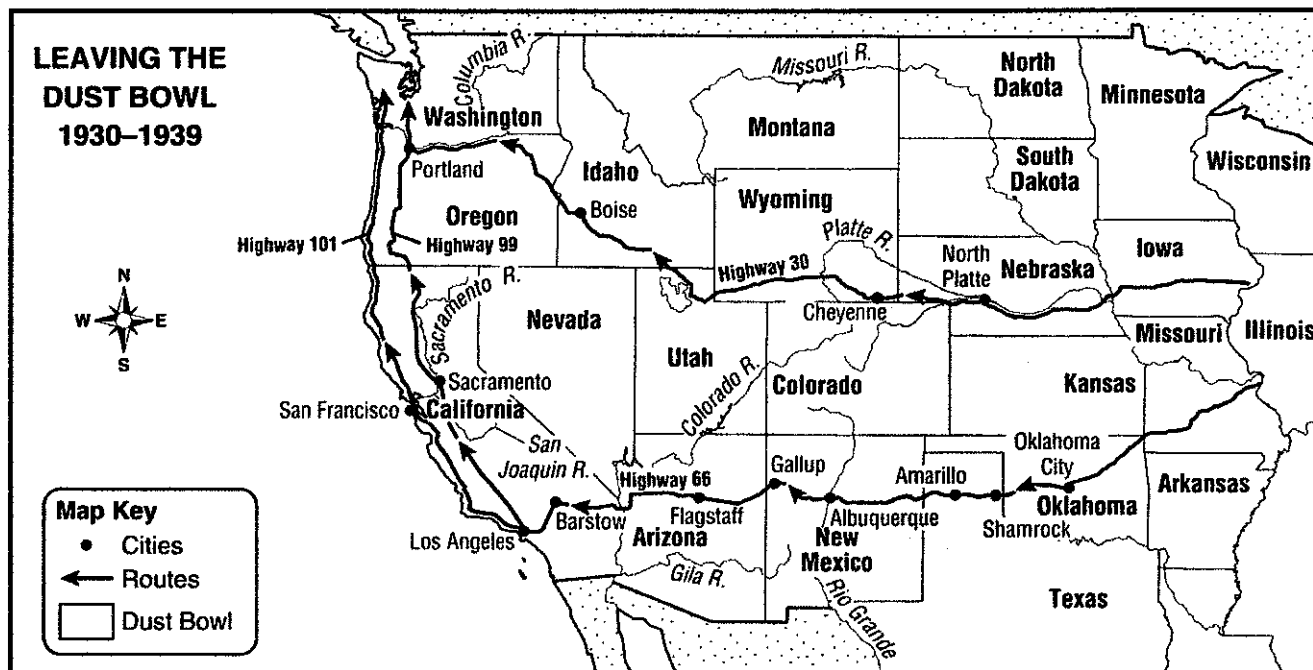 LEAVING THE
DUST BOWL
1930–1939
N
W
E
S
Columbia R.
Washington
Portland
Oregon
Highway 101
Highway 99
Idaho
Boise
Montana
Missouri R.
North
Dakota
Minnesota
South
Dakota
Wisconsin
Wyoming
Platte R.
North
Platte
Nebraska
Iowa
Highway 30
Cheyenne
Sacramento R.
Nevada
Utah
Colorado
Colorado R.
Missouri
Illinois
Kansas
Sacramento
San Francisco
California
San
Joaquin R.
Highway 66
Gallup
Amarillo
Oklahoma
City
Oklahoma
Arkansas
Barstow
Flagstaff
Albuquerque
Shamrock
Los Angeles
Arizona
New
Mexico
Gila R.
Rio Grande
Texas
Map Key
Cities
Routes
Dust Bowl